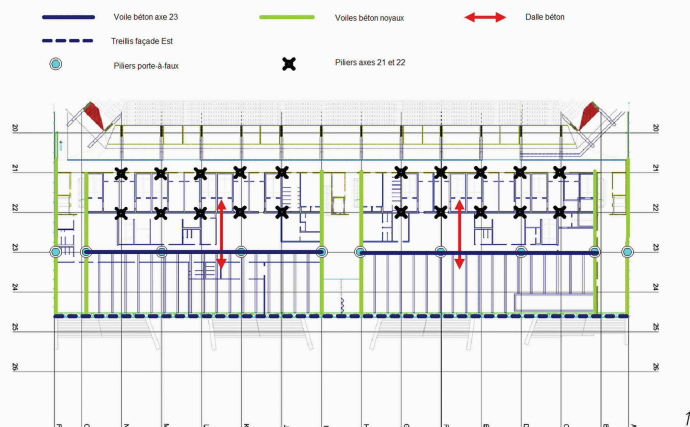 Voile béton axe 23
Voiles béton noyaux
Dalle béton
Treillis façade Est
Piliers porte-à-faux
Piliers axes 21 et 22
20
20
21
21
22
22
23
23
24
24
25
25
26
26
1